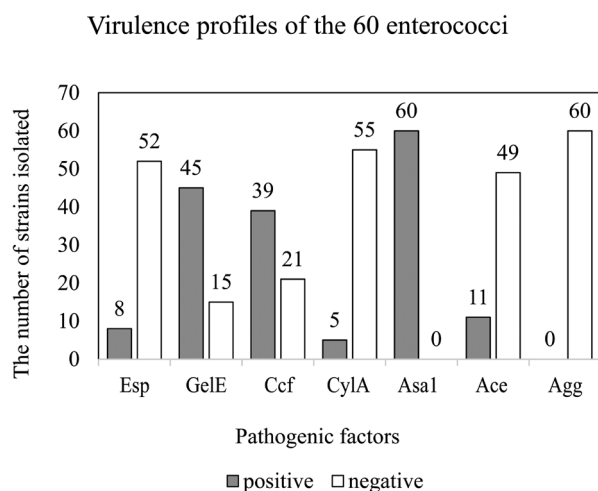 Virulence profiles of the 60 enterococci
The number of strains isolated
70
60
50
40
30
20
10
0
8 52 45 15 39 21 5 55 60 0 11 49 0 60
Esp GelE Ccf CylA Asa1 Ace Agg
Pathogenic factors
positive negative